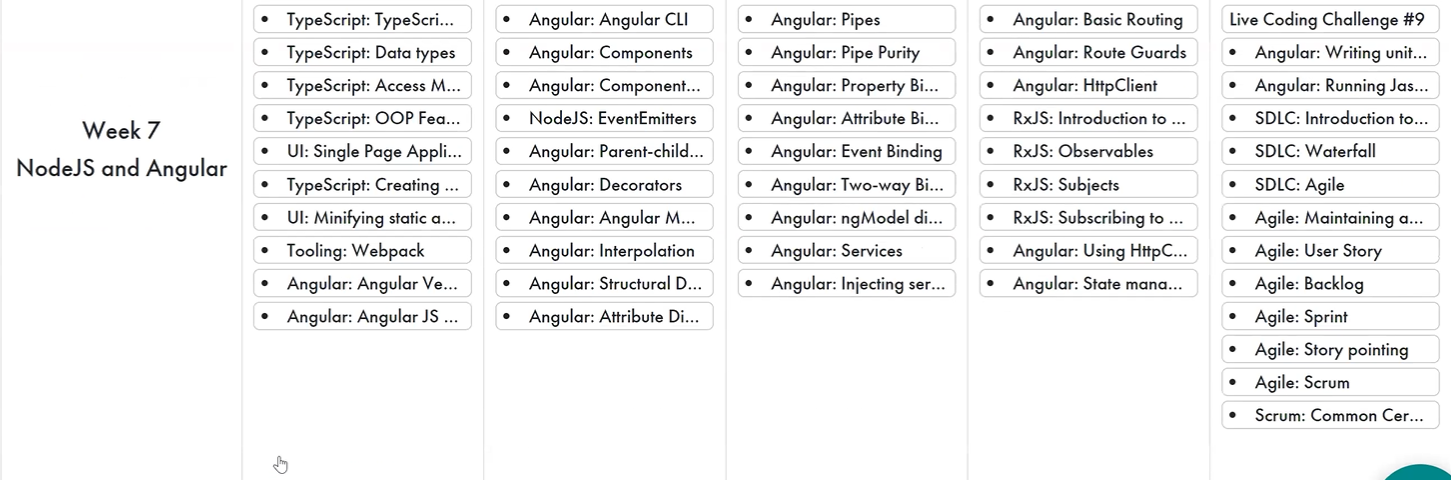 Week 7
NodeJS and Angular
TypeScript: TypeScri...
TypeScript: Data types
TypeScript: Access M...
TypeScript: OOP Fea...
UI: Single Page Appli...
TypeScript: Creating ...
UI: Minifying static a...
Tooling: Webpack
Angular: Angular Ve...
Angular: Angular JS ...
Angular: Angular CLI
Angular: Components
Angular: Component...
NodeJS: EventEmitters
Angular: Parent-child...
Angular: Decorators
Angular: Angular M...
Angular: Interpolation
Angular: Structural D...
Angular: Attribute Di...
Angular: Pipes
Angular: Pipe Purity
Angular: Property Bi...
Angular: Attribute Bi...
Angular: Event Binding
Angular: Two-way Bi...
Angular: ngModel di...
Angular: Services
Angular: Injecting ser...
Angular: Basic Routing
Angular: Route Guards
Angular: HttpClient
RxJS: Introduction to ...
RxJS: Observables
RxJS: Subjects
RxJS: Subscribing to ...
Angular: Using HttpC...
Angular: State mana...
Live Coding Challenge #9
Angular: Writing unit...
Angular: Running Jas...
SDLC: Introduction to...
SDLC: Waterfall
SDLC: Agile
Agile: Maintaining a...
Agile: User Story
Agile: Backlog
Agile: Sprint
Agile: Story pointing
Agile: Scrum
Scrum: Common Cer...